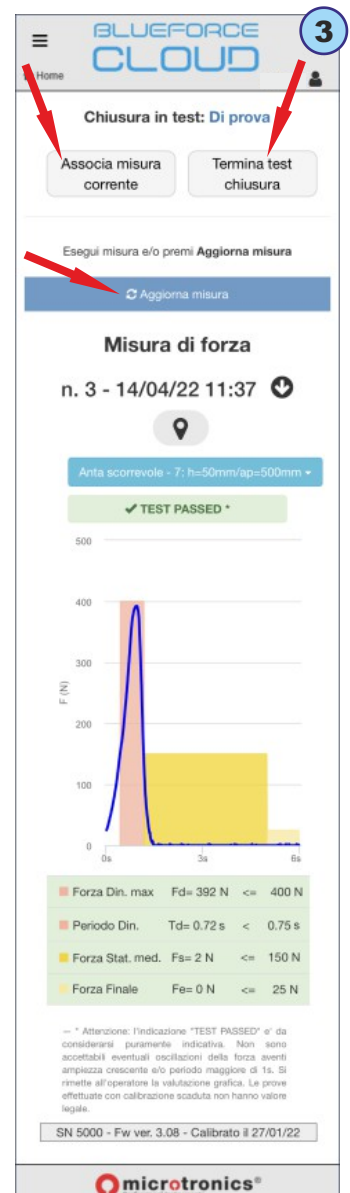 BLUEFORCE
CLOUD
3
Home
Chiusura in test: Di prova
Associa misura
corrente
Termina test
chiusura
Esegui misura e/o premi Aggiorna misura
Aggiorna misura
Misura di forza
n. 3 - 14/04/22 11:37
Anta scorrevole - 7: h=50mm/ap=500mm
✔ TEST PASSED *
500
400
300
200
100
0
F (N)
0s 3s 6s
Forza Din. max Fd= 392 N <= 400 N
Periodo Din. Td= 0.72 s < 0.75 s
Forza Stat. med. Fs= 2 N <= 150 N
Forza Finale Fe= 0 N <= 25 N
— * Attenzione: l'indicazione "TEST PASSED" e' da
considerarsi puramente indicativa. Non sono
accettabili eventuali oscillazioni della forza aventi
ampiezza crescente e/o periodo maggiore di 1s. Si
rimette all'operatore la valutazione grafica. Le prove
effettuate con calibrazione scaduta non hanno valore
legale.
SN 5000 - Fw ver. 3.08 - Calibrato il 27/01/22
microtronics®